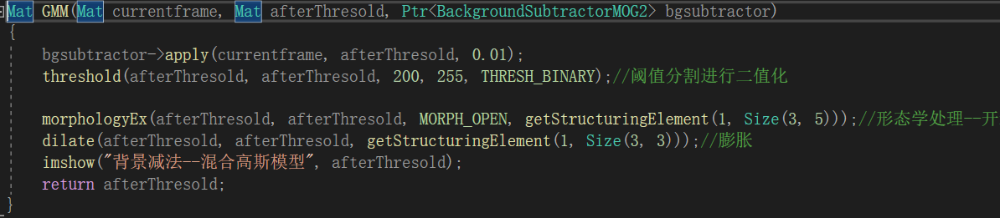 Mat GMM(Mat currentframe, Mat afterThresold, Ptr<BackgroundSubtractorMOG2> bgsubtractor)
{
bgsubtractor->apply(currentframe, afterThresold, 0.01);
threshold(afterThresold, afterThresold, 200, 255, THRESH_BINARY);//阈值分割进行二值化
morphologyEx(afterThresold, afterThresold, MORPH_OPEN, getStructuringElement(1, Size(3, 5)));//形态学处理--开
dilate(afterThresold, afterThresold, getStructuringElement(1, Size(3, 3)));//膨胀
imshow("背景减法--混合高斯模型", afterThresold);
return afterThresold;
}